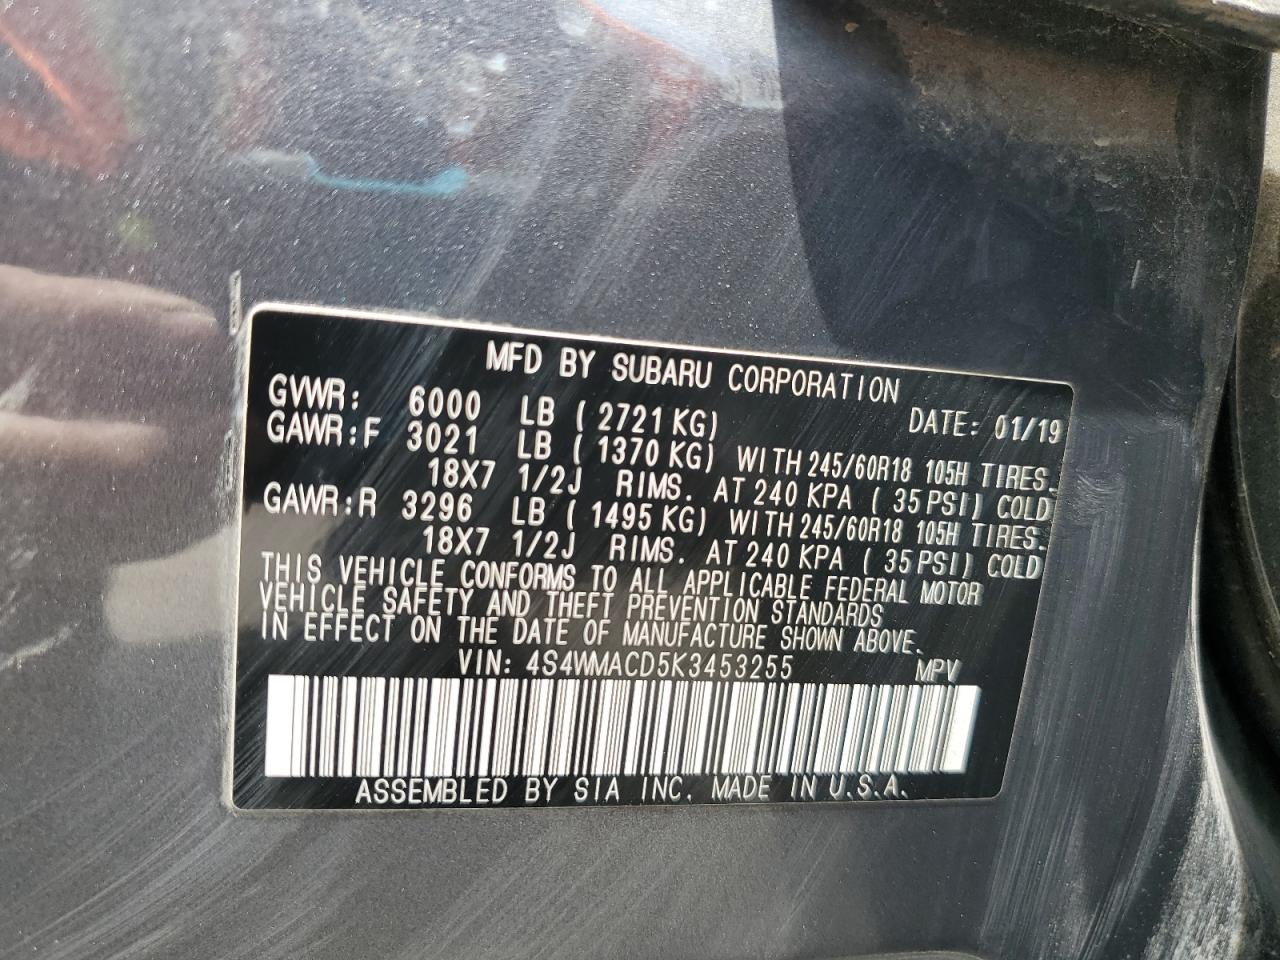 MFD BY SUBARU CORPORATION
DATE: 01/19
GVWR: 6000 LB ( 2721 KG)
GAWR:F 3021 LB ( 1370 KG) WITH 245/60R18 105H TIRES.
18X7 1/2J RIMS. AT 240 KPA ( 35 PSI) COLD
GAWR:R 3296 LB ( 1495 KG) WITH 245/60R18 105H TIRES.
18X7 1/2J RIMS. AT 240 KPA ( 35 PSI) COLD
THIS VEHICLE CONFORMS TO ALL APPLICABLE FEDERAL MOTOR
VEHICLE SAFETY AND THEFT PREVENTION STANDARDS
IN EFFECT ON THE DATE OF MANUFACTURE SHOWN ABOVE.
VIN: 4S4WMACD5K3453255 MPV
ASSEMBLED BY SIA INC. MADE IN U.S.A.